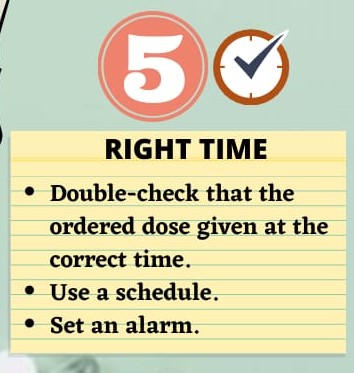 5
RIGHT TIME
• Double-check that the
ordered dose given at the
correct time.
• Use a schedule.
• Set an alarm.